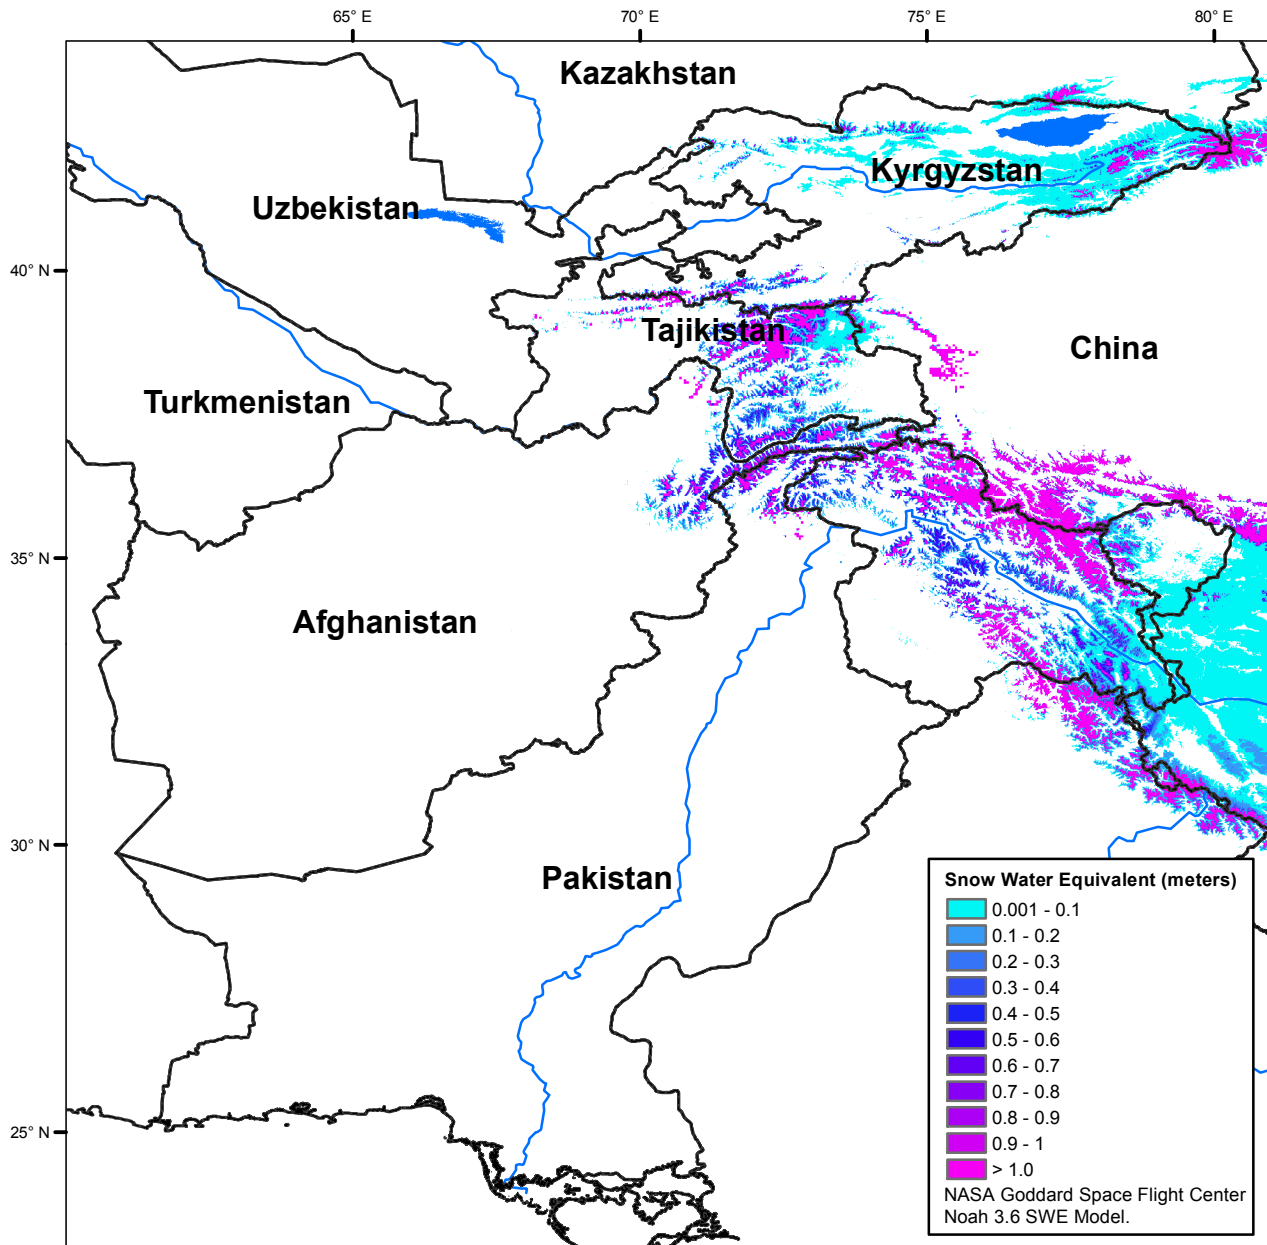 65° E
70° E
75° E
80° E
Kazakhstan
Kyrgyzstan
Uzbekistan
40° N
Tajikistan
China
Turkmenistan
35° N
Afghanistan
30° N
Pakistan
25° N
Snow Water Equivalent (meters)
0.001 - 0.1
0.1 - 0.2
0.2 - 0.3
0.3 - 0.4
0.4 - 0.5
0.5 - 0.6
0.6 - 0.7
0.7 - 0.8
0.8 - 0.9
0.9 - 1
> 1.0
NASA Goddard Space Flight Center
Noah 3.6 SWE Model.